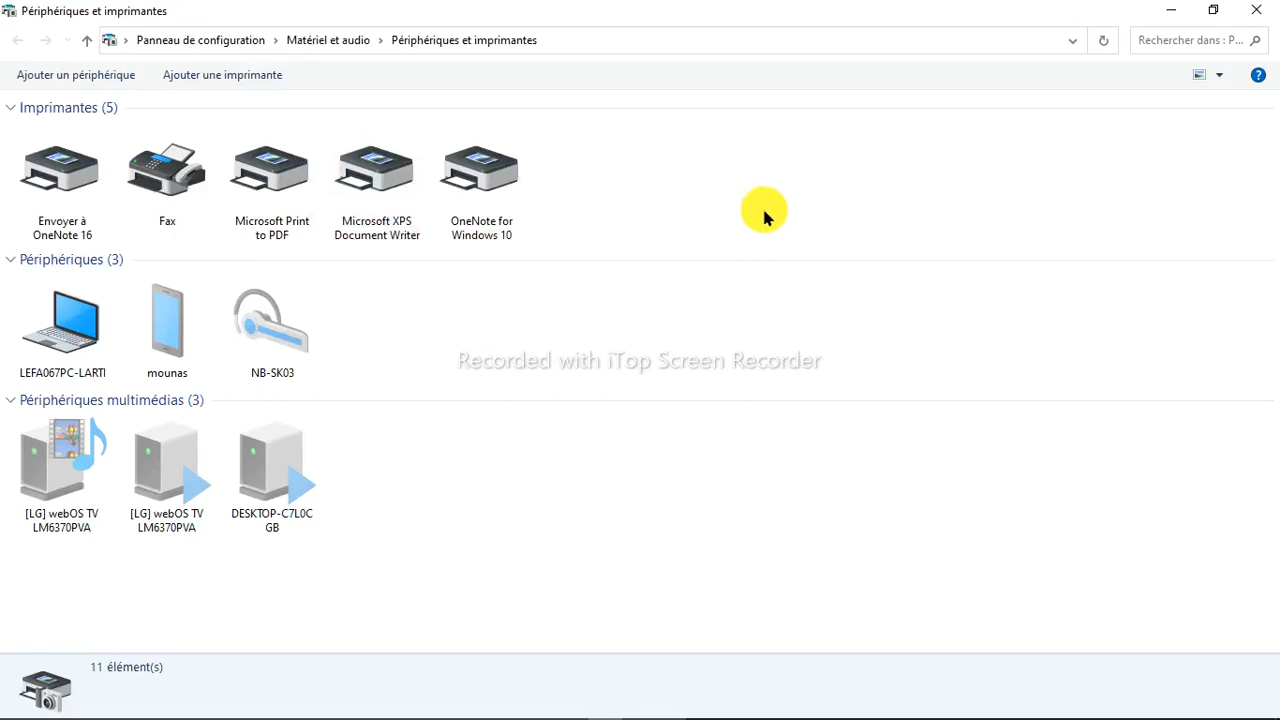 Périphériques et imprimantes
Panneau de configuration > Matériel et audio > Périphériques et imprimantes
Rechercher dans : P...
Ajouter un périphérique Ajouter une imprimante
Imprimantes (5)
Envoyer à
OneNote 16
Fax
Microsoft Print
to PDF
Microsoft XPS
Document Writer
OneNote for
Windows 10
Périphériques (3)
LEFA067PC-LARTI
mounas
NB-SK03
Recorded with iTop Screen Recorder
Périphériques multimédias (3)
[LG] webOS TV
LM6370PVA
[LG] webOS TV
LM6370PVA
DESKTOP-C7L0C
GB
11 élément(s)